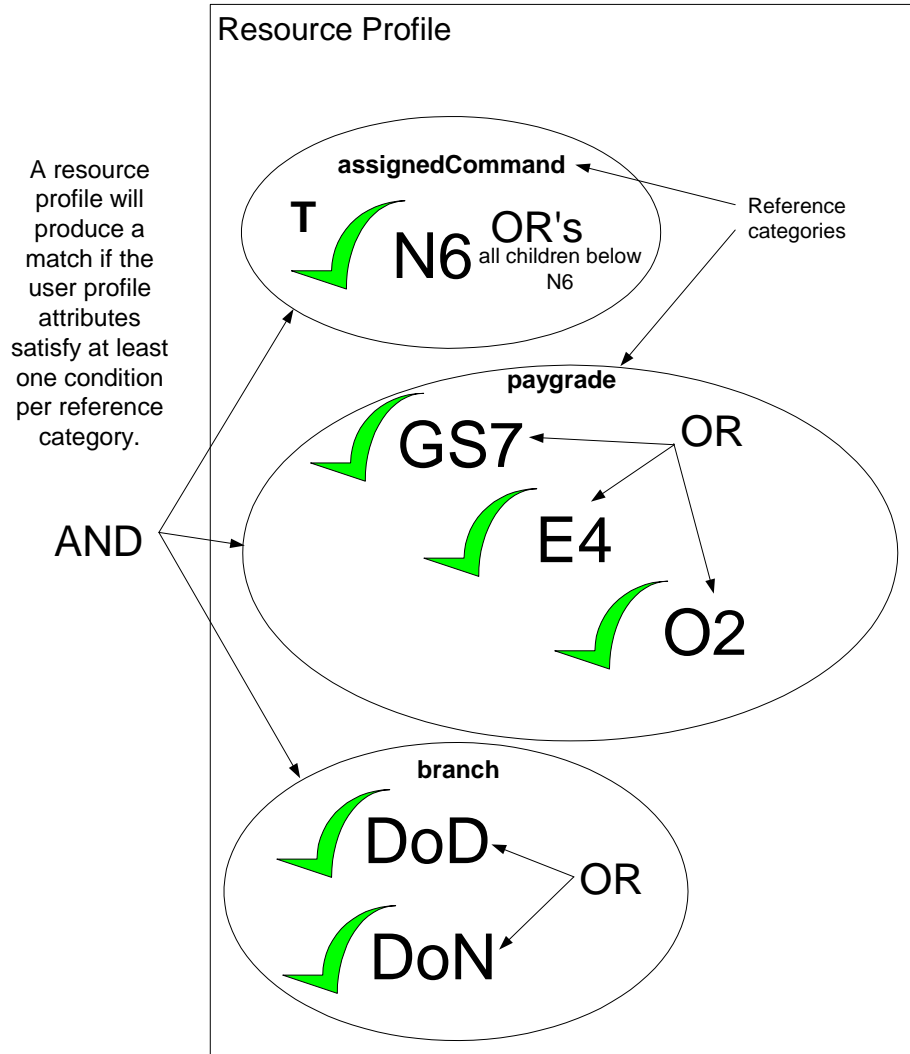 Resource Profile
A resource
profile will
produce a
match if the
user profile
attributes
satisfy at least
one condition
per reference
category.
assignedCommand
T
N6
OR's
all children below
N6
Reference
categories
paygrade
GS7
OR
E4
O2
AND
branch
DoD
OR
DoN